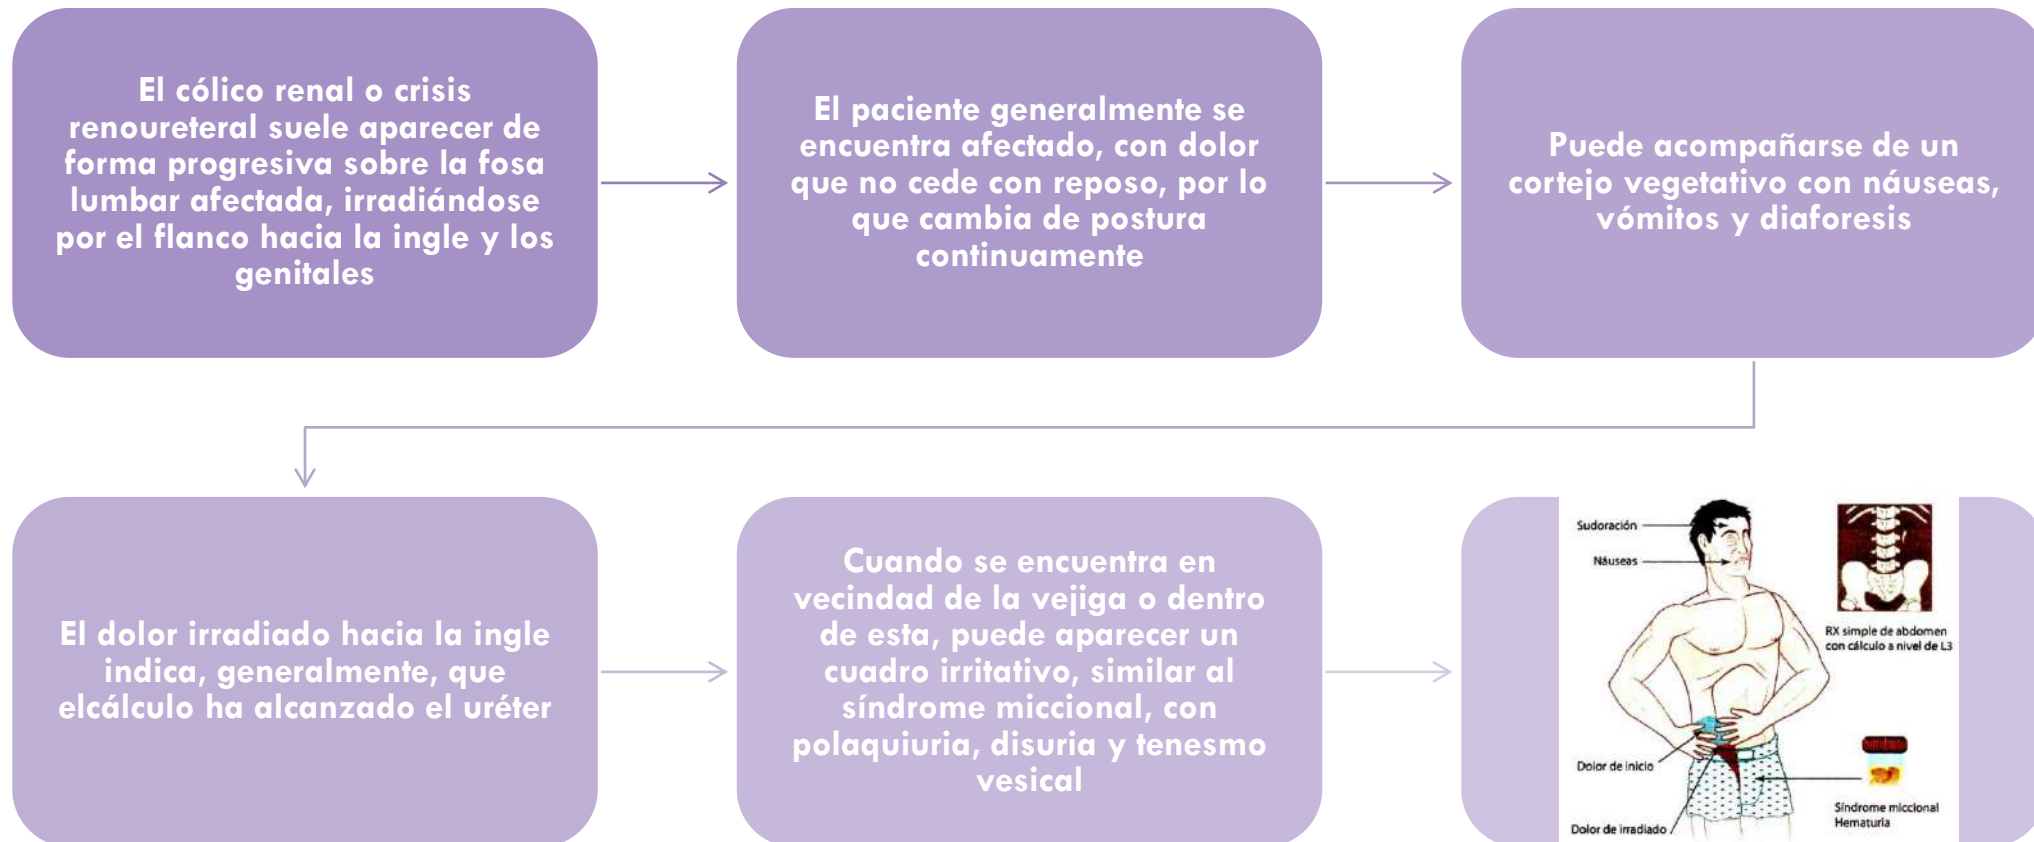 El cólico renal o crisis
renoureteral suele aparecer de
forma progresiva sobre la fosa
lumbar afectada, irradiándose
por el flanco hacia la ingle y los
genitales
El paciente generalmente se
encuentra afectado, con dolor
que no cede con reposo, por lo
que cambia de postura
continuamente
Puede acompañarse de un
cortejo vegetativo con náuseas,
vómitos y diaforesis
El dolor irradiado hacia la ingle
indica, generalmente, que
elcálculo ha alcanzado el uréter
Cuando se encuentra en
vecindad de la vejiga o dentro
de esta, puede aparecer un
cuadro irritativo, similar al
síndrome miccional, con
polaquiuria, disuria y tenesmo
vesical
Sudoración
Náuseas
RX simple de abdomen
con cálculo a nivel de L3
Dolor de inicio
Síndrome miccional
Hematuria
Dolor de irradiado